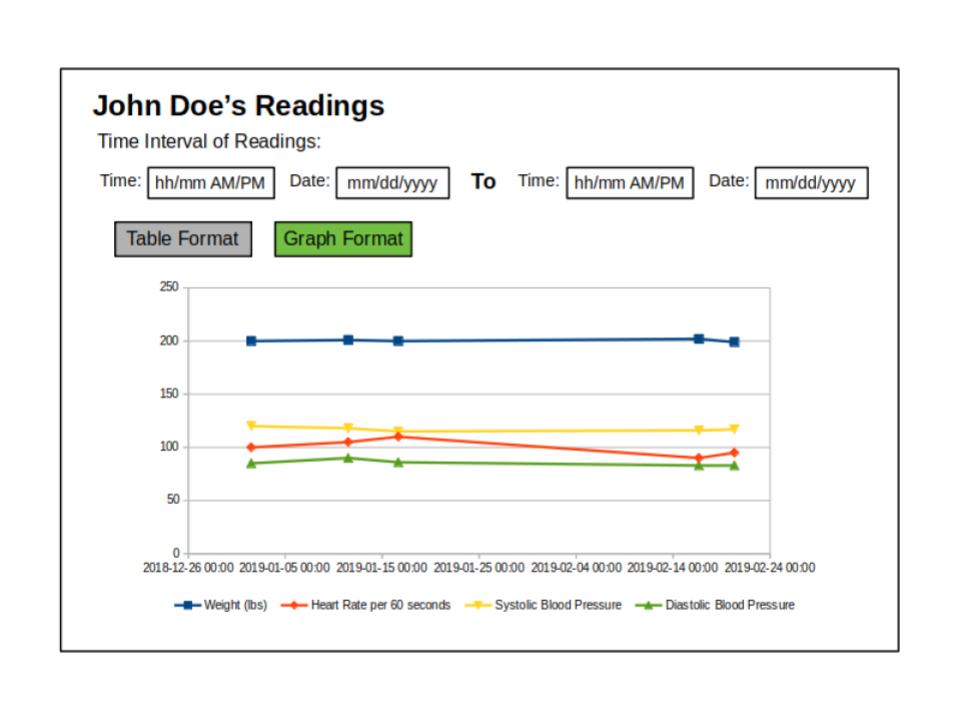 John Doe’s Readings
Time Interval of Readings:
Time: hh/mm AM/PM Date: mm/dd/yyyy To Time: hh/mm AM/PM Date: mm/dd/yyyy
Table Format Graph Format
250
200
150
100
50
0
2018-12-26 00:00 2019-01-05 00:00 2019-01-15 00:00 2019-01-25 00:00 2019-02-04 00:00 2019-02-14 00:00 2019-02-24 00:00
Weight (lbs) Heart Rate per 60 seconds Systolic Blood Pressure Diastolic Blood Pressure